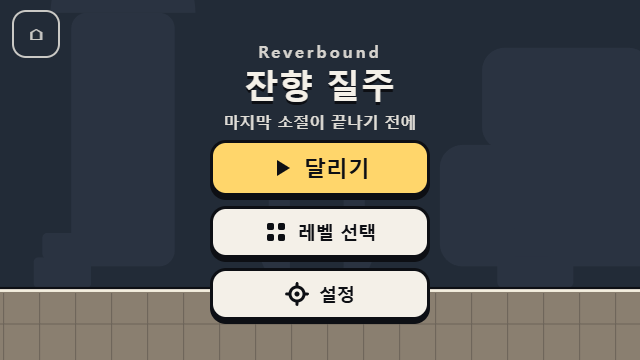 Reverbound
잔향 질주
마지막 소절이 끝나기 전에
달리기
레벨 선택
설정